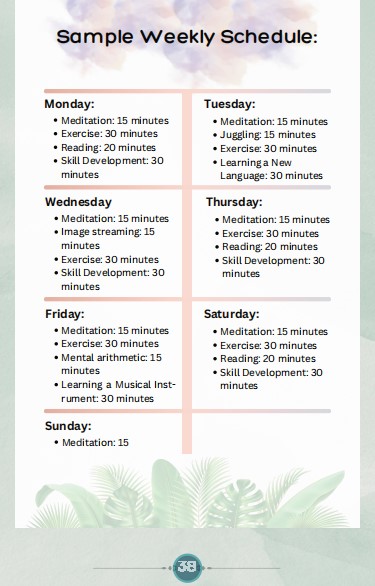 Sample Weekly Schedule:
Monday:
• Meditation: 15 minutes
• Exercise: 30 minutes
• Reading: 20 minutes
• Skill Development: 30
minutes
Tuesday:
• Meditation: 15 minutes
• Juggling: 15 minutes
• Exercise: 30 minutes
• Learning a New
Language: 30 minutes
Wednesday
• Meditation: 15 minutes
• Image streaming: 15
minutes
• Exercise: 30 minutes
• Skill Development: 30
minutes
Thursday:
• Meditation: 15 minutes
• Exercise: 30 minutes
• Reading: 20 minutes
• Skill Development: 30
minutes
Friday:
• Meditation: 15 minutes
• Exercise: 30 minutes
• Mental arithmetic: 15
minutes
• Learning a Musical Inst-
rument: 30 minutes
Saturday:
• Meditation: 15 minutes
• Exercise: 30 minutes
• Reading: 20 minutes
• Skill Development: 30
minutes
Sunday:
• Meditation: 15
38